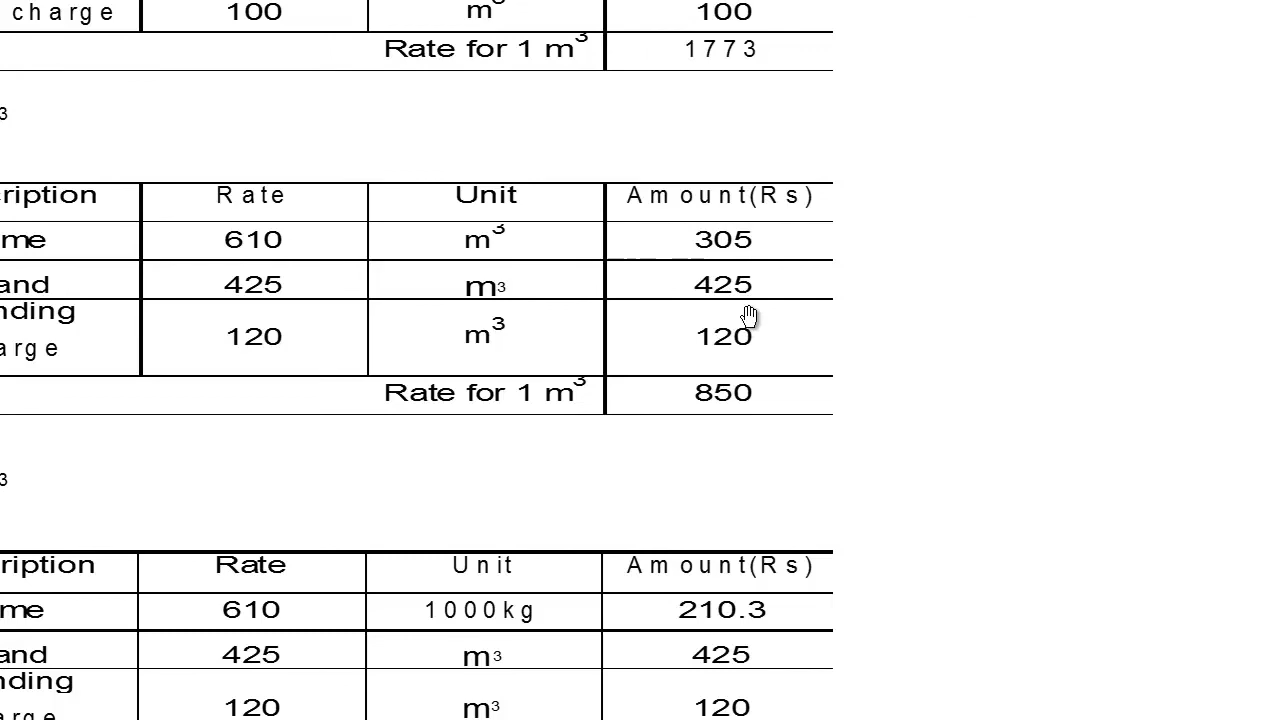 charge 100 m³ 100
Rate for 1 m³ 1773
3
ription Rate Unit Amount(Rs)
me 610 m³ 305
and 425 m³ 425
nding
arge 120 m³ 120
Rate for 1 m³ 850
3
ription Rate Unit Amount(Rs)
me 610 1000kg 210.3
and 425 m³ 425
nding
120 m³ 120